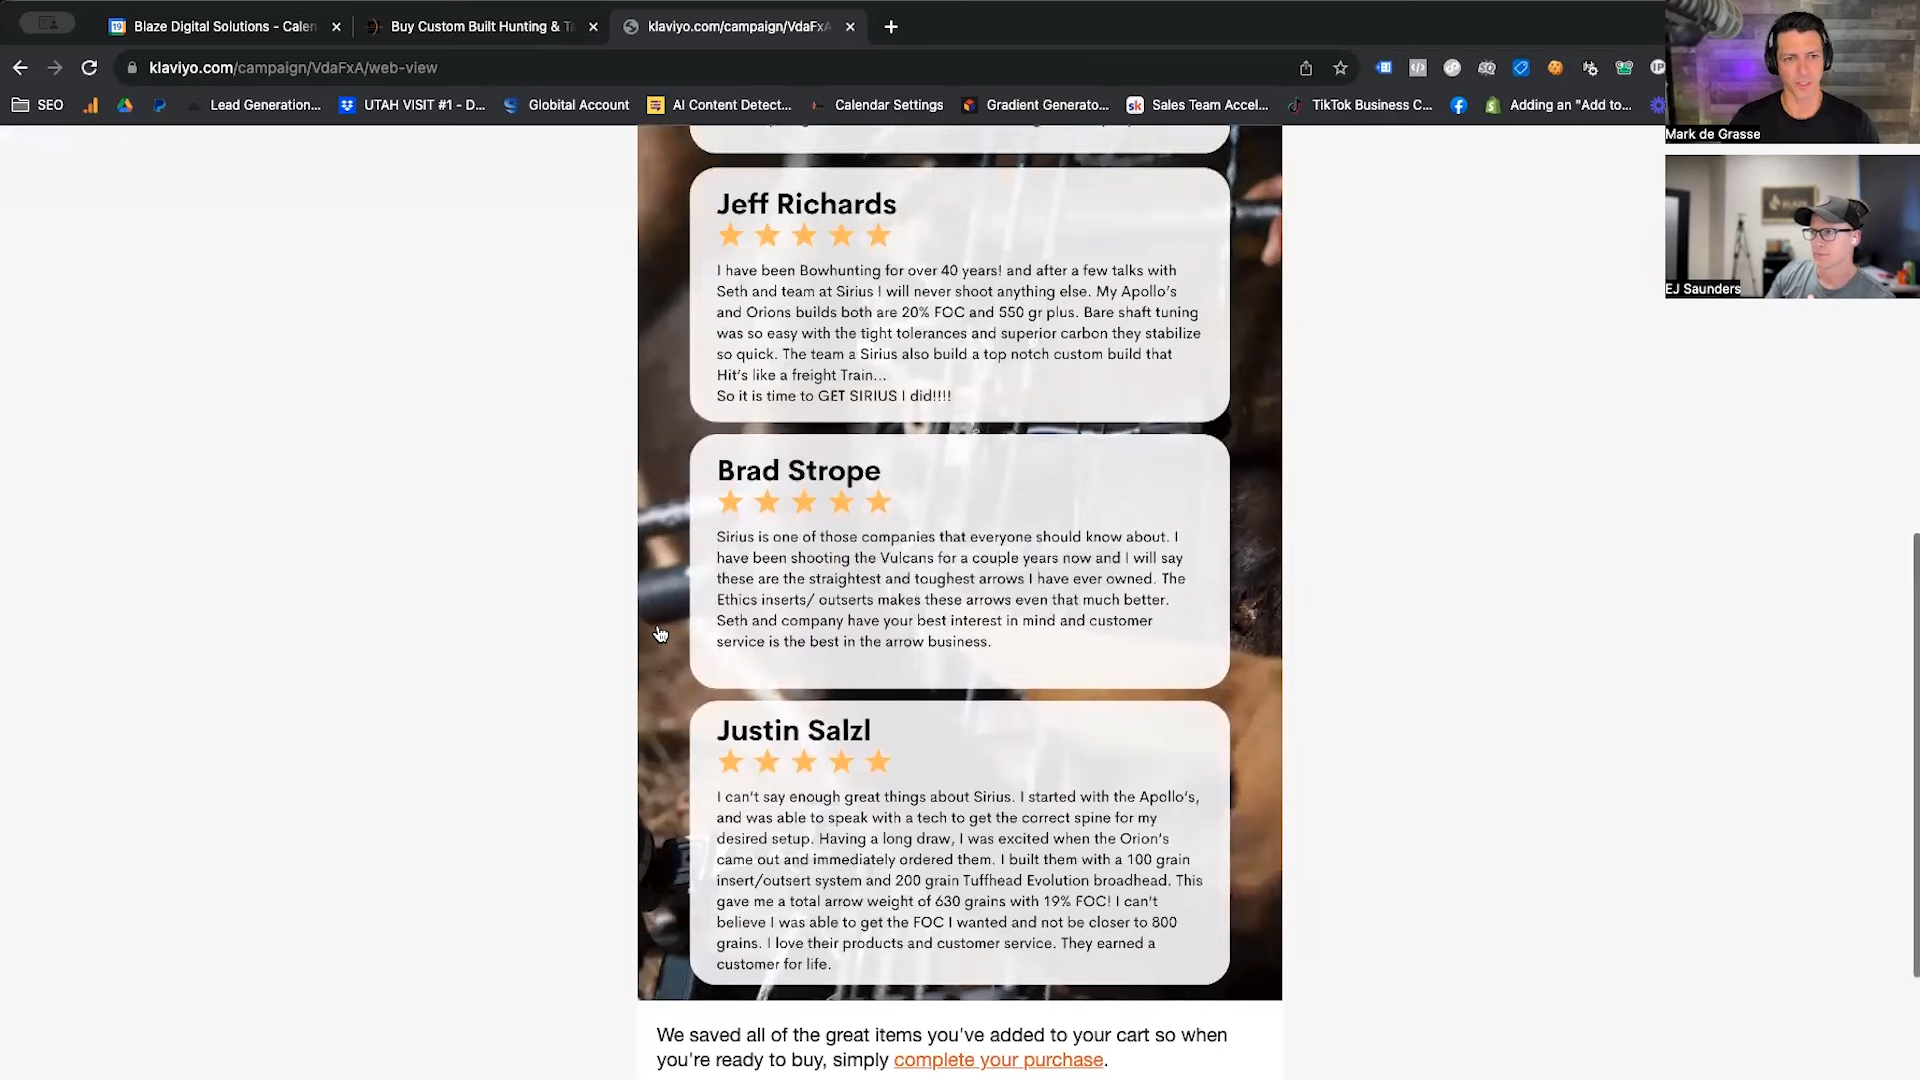 Blaze Digital Solutions - Calen
Buy Custom Built Hunting & Ta
klaviyo.com/campaign/VdaFxA
klaviyo.com/campaign/VdaFxA/web-view
SEO
Lead Generation...
UTAH VISIT #1 - D...
Globital Account
AI Content Detect...
Calendar Settings
Gradient Generato...
Sales Team Accel...
TikTok Business C...
Adding an "Add to...
Mark de Grasse
EJ Saunders
Jeff Richards
I have been Bowhunting for over 40 years! and after a few talks with
Seth and team at Sirius I will never shoot anything else. My Apollo's
and Orions builds both are 20% FOC and 550 gr plus. Bare shaft tuning
was so easy with the tight tolerances and superior carbon they stabilize
so quick. The team a Sirius also build a top notch custom build that
Hit's like a freight Train...
So it is time to GET SIRIUS I did!!!!
Brad Strope
Sirius is one of those companies that everyone should know about. I
have been shooting the Vulcans for a couple years now and I will say
these are the straightest and toughest arrows I have ever owned. The
Ethics inserts/ outserts makes these arrows even that much better.
Seth and company have your best interest in mind and customer
service is the best in the arrow business.
Justin Salzl
I can't say enough great things about Sirius. I started with the Apollo's,
and was able to speak with a tech to get the correct spine for my
desired setup. Having a long draw, I was excited when the Orion's
came out and immediately ordered them. I built them with a 100 grain
insert/outsert system and 200 grain Tuffhead Evolution broadhead. This
gave me a total arrow weight of 630 grains with 19% FOC! I can't
believe I was able to get the FOC I wanted and not be closer to 800
grains. I love their products and customer service. They earned a
customer for life.
We saved all of the great items you've added to your cart so when
you're ready to buy, simply complete your purchase.